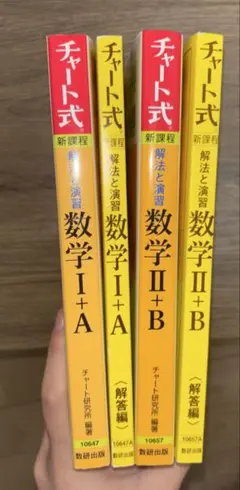 チャート式
新課程
解法と演習
数学Ⅰ+A
チャート研究所 編著
10647
数研出版
チャート式
新課程
解法と演習
数学Ⅰ+A
〈解答編〉
10647A
数研出版
チャート式
新課程
解法と演習
数学Ⅱ+B
チャート研究所 編著
10657
数研出版
チャート式
新課程
解法と演習
数学Ⅱ+B
〈解答編〉
10657A
数研出版